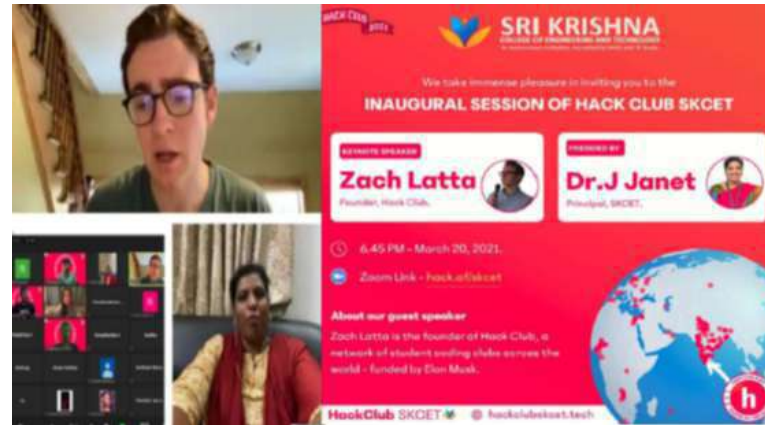 HACK CLUB
2021
SRI KRISHNA
COLLEGE OF ENGINEERING AND TECHNOLOGY
We take immense pleasure in inviting you to the
INAUGURAL SESSION OF HACK CLUB SKCET
KEYNOTE SPEAKER
Zach Latta
Founder, Hack Club.
PRESIDED BY
Dr.J Janet
Principal, SKCET.
6.45 PM - March 20, 2021.
Zoom Link - hack.af/skcet
About our guest speaker
Zach Latta is the founder of Hack Club, a
network of student coding clubs across the
world - funded by Elon Musk.
HackClub SKCET
hackclubskcet.tech
h